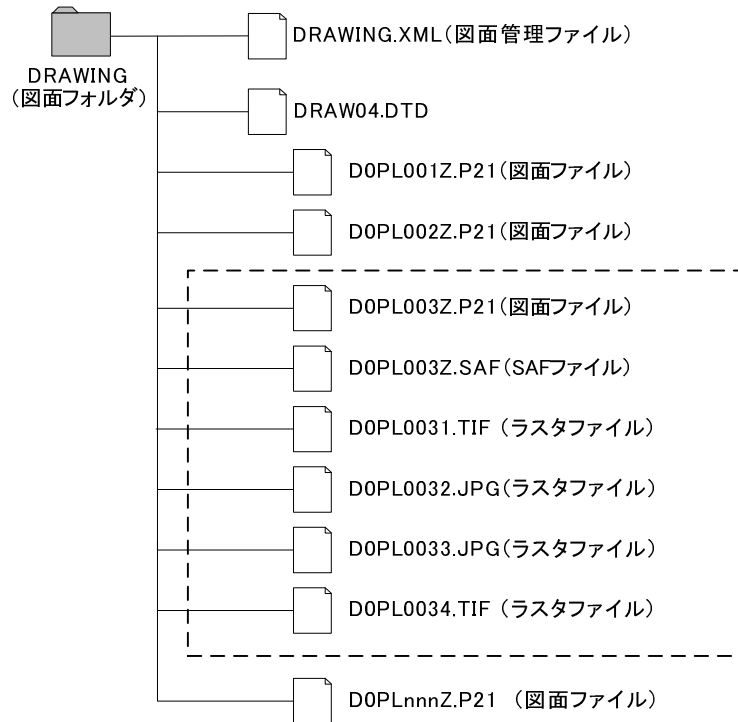 DRAWING.XML(図面管理ファイル)
DRAWING
(図面フォルダ)
DRAW04.DTD
D0PL001Z.P21(図面ファイル)
D0PL002Z.P21(図面ファイル)
D0PL003Z.P21(図面ファイル)
D0PL003Z.SAF(SAFファイル)
D0PL0031.TIF (ラスタファイル)
D0PL0032.JPG(ラスタファイル)
D0PL0033.JPG(ラスタファイル)
D0PL0034.TIF (ラスタファイル)
D0PLnnnZ.P21 (図面ファイル)